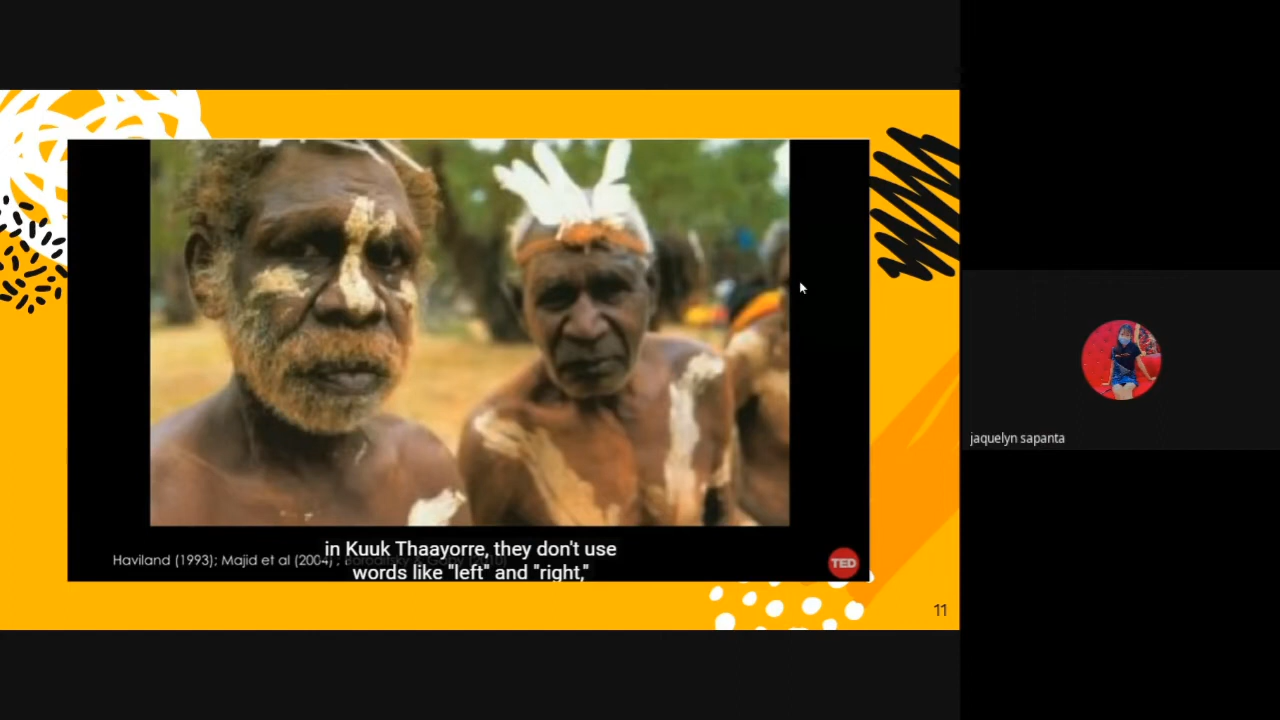 in Kuuk Thaayorre, they don't use
words like "left" and "right,"
Haviland (1993); Majid et al (2004) ;
TED
11
jaquelyn sapanta